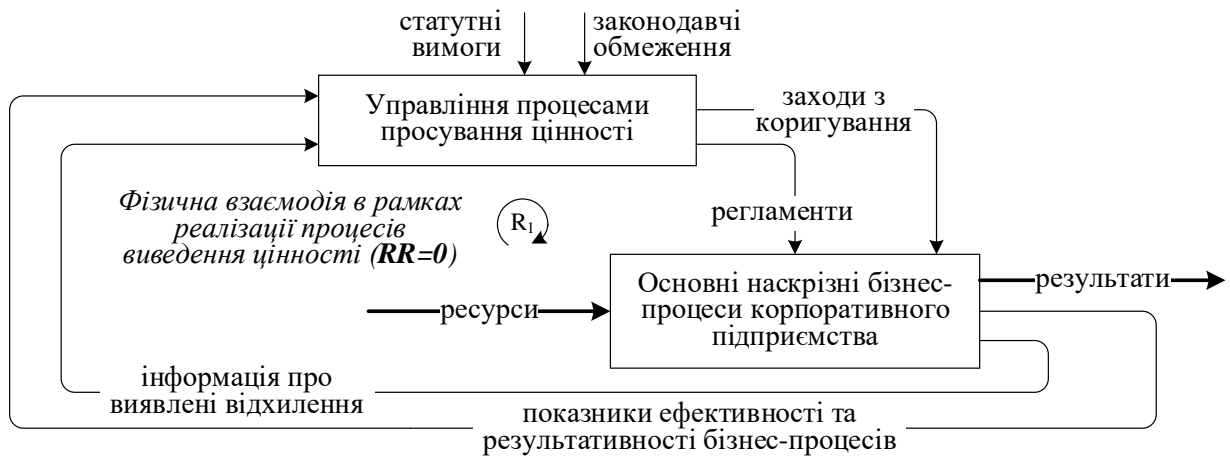 статутні
вимоги
законодавчі
обмеження
Управління процесами
просування цінності
заходи з
коригування
Фізична взаємодія в рамках
реалізації процесів
виведення цінності (RR=0)
R1
регламенти
Основні наскрізні бізнес-
процеси корпоративного
підприємства
ресурси
результати
інформація про
виявлені відхилення
показники ефективності та
результативності бізнес-процесів